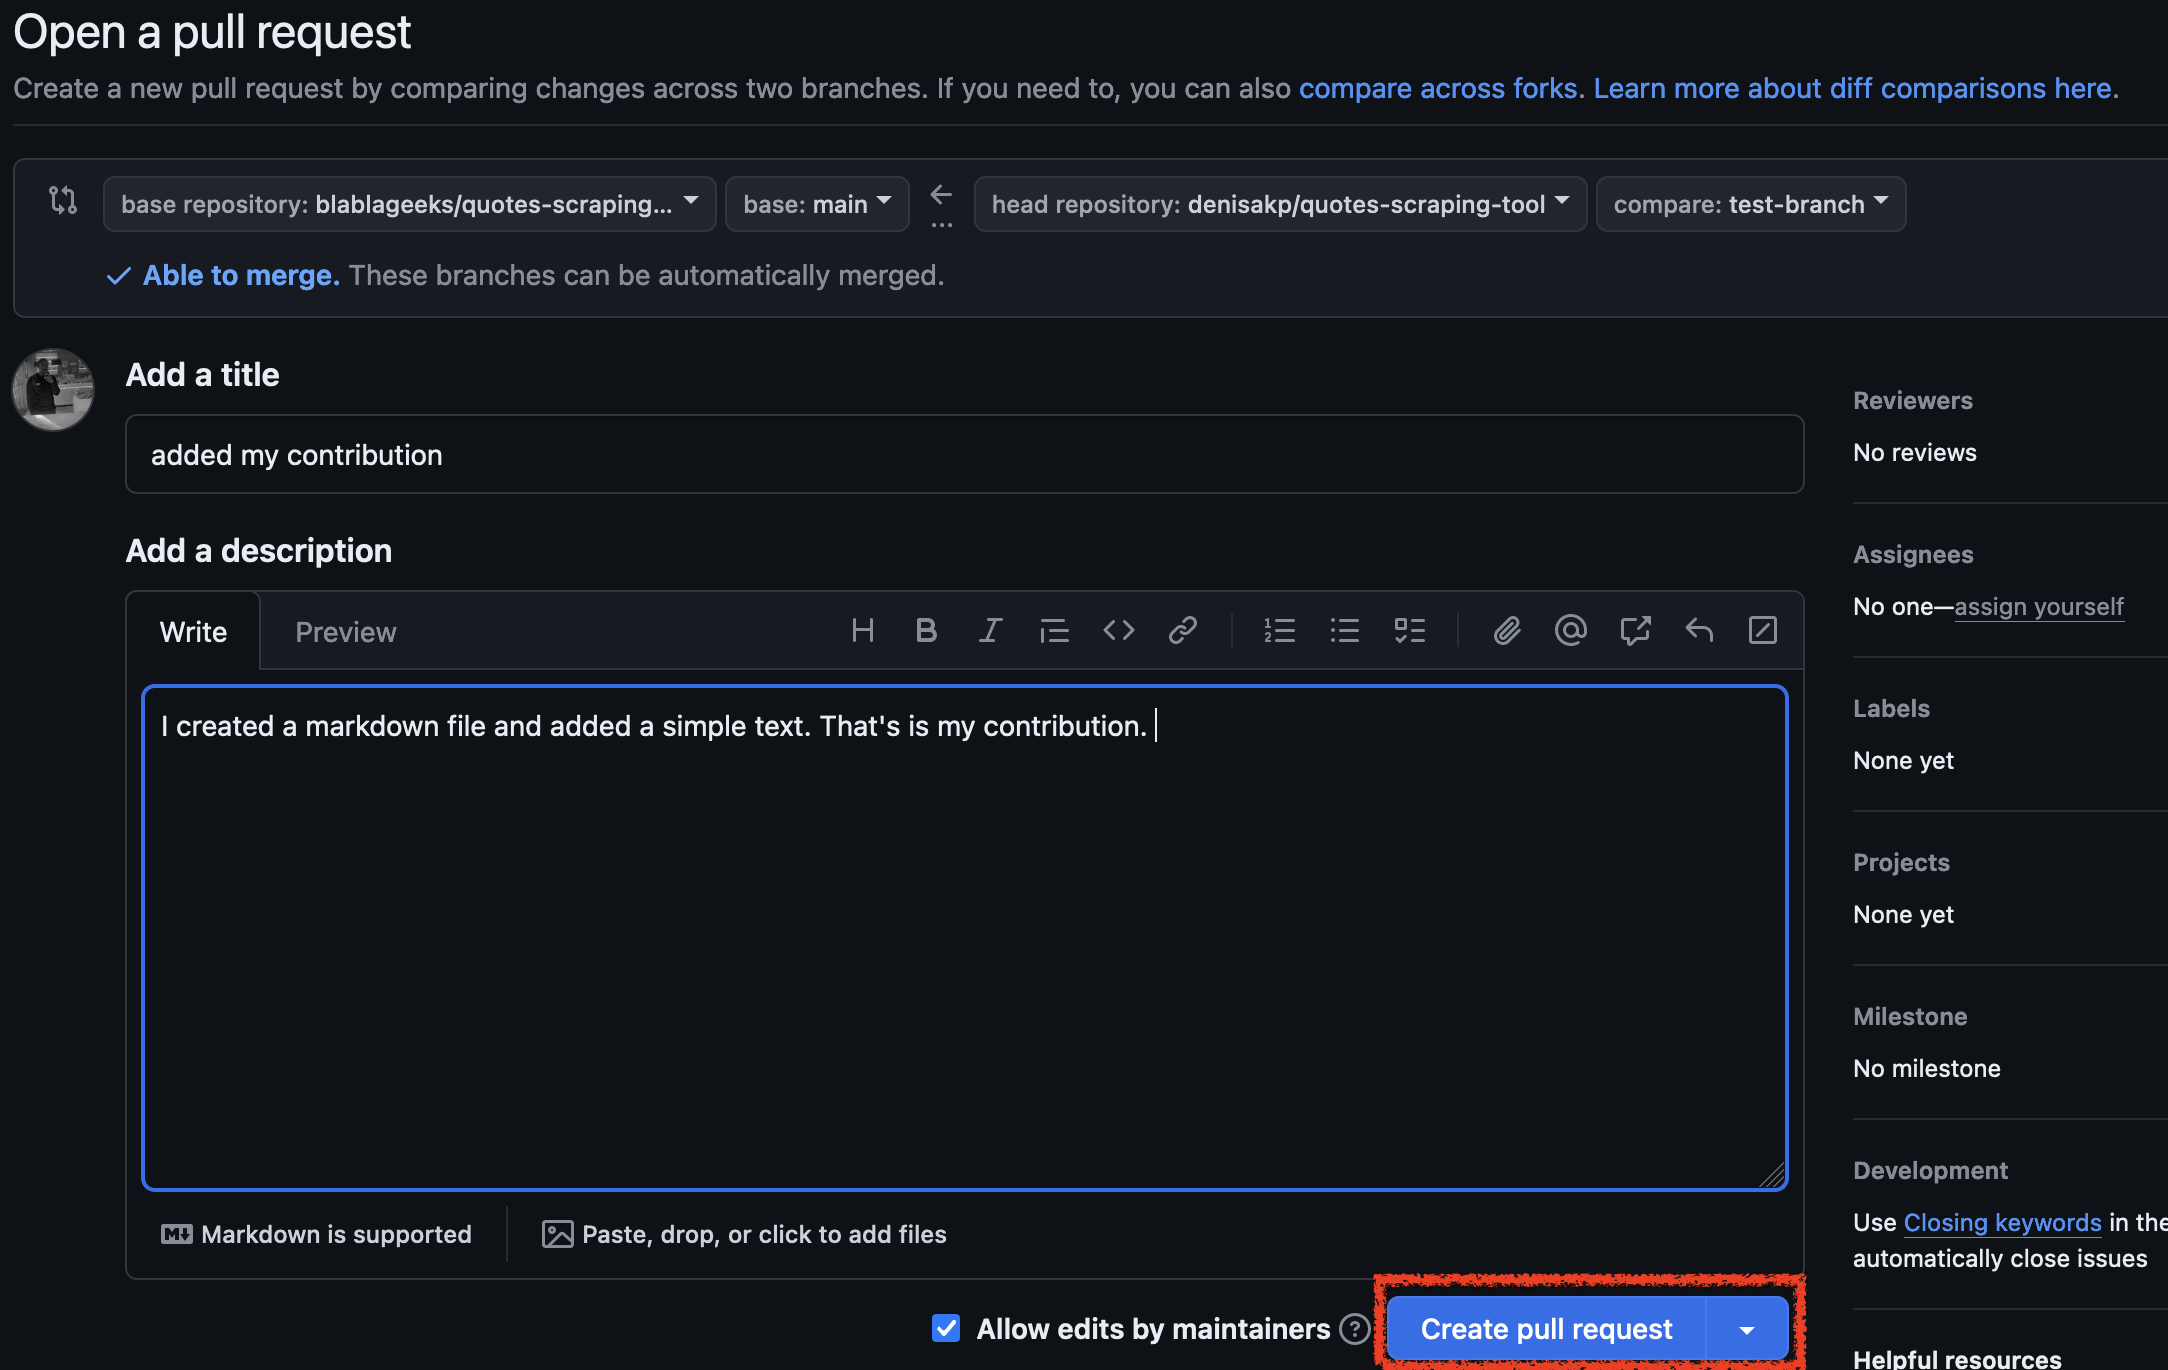 Open a pull request
Create a new pull request by comparing changes across two branches. If you need to, you can also compare across forks. Learn more about diff comparisons here.
base repository: blablageeks/quotes-scraping... base: main head repository: denisakp/quotes-scraping-tool compare: test-branch
Able to merge. These branches can be automatically merged.
Add a title
added my contribution
Add a description
Write Preview
I created a markdown file and added a simple text. That's is my contribution.
Markdown is supported Paste, drop, or click to add files
Allow edits by maintainers Create pull request
Reviewers
No reviews
Assignees
No one—assign yourself
Labels
None yet
Projects
None yet
Milestone
No milestone
Development
Use Closing keywords in the
automatically close issues
Helpful resources